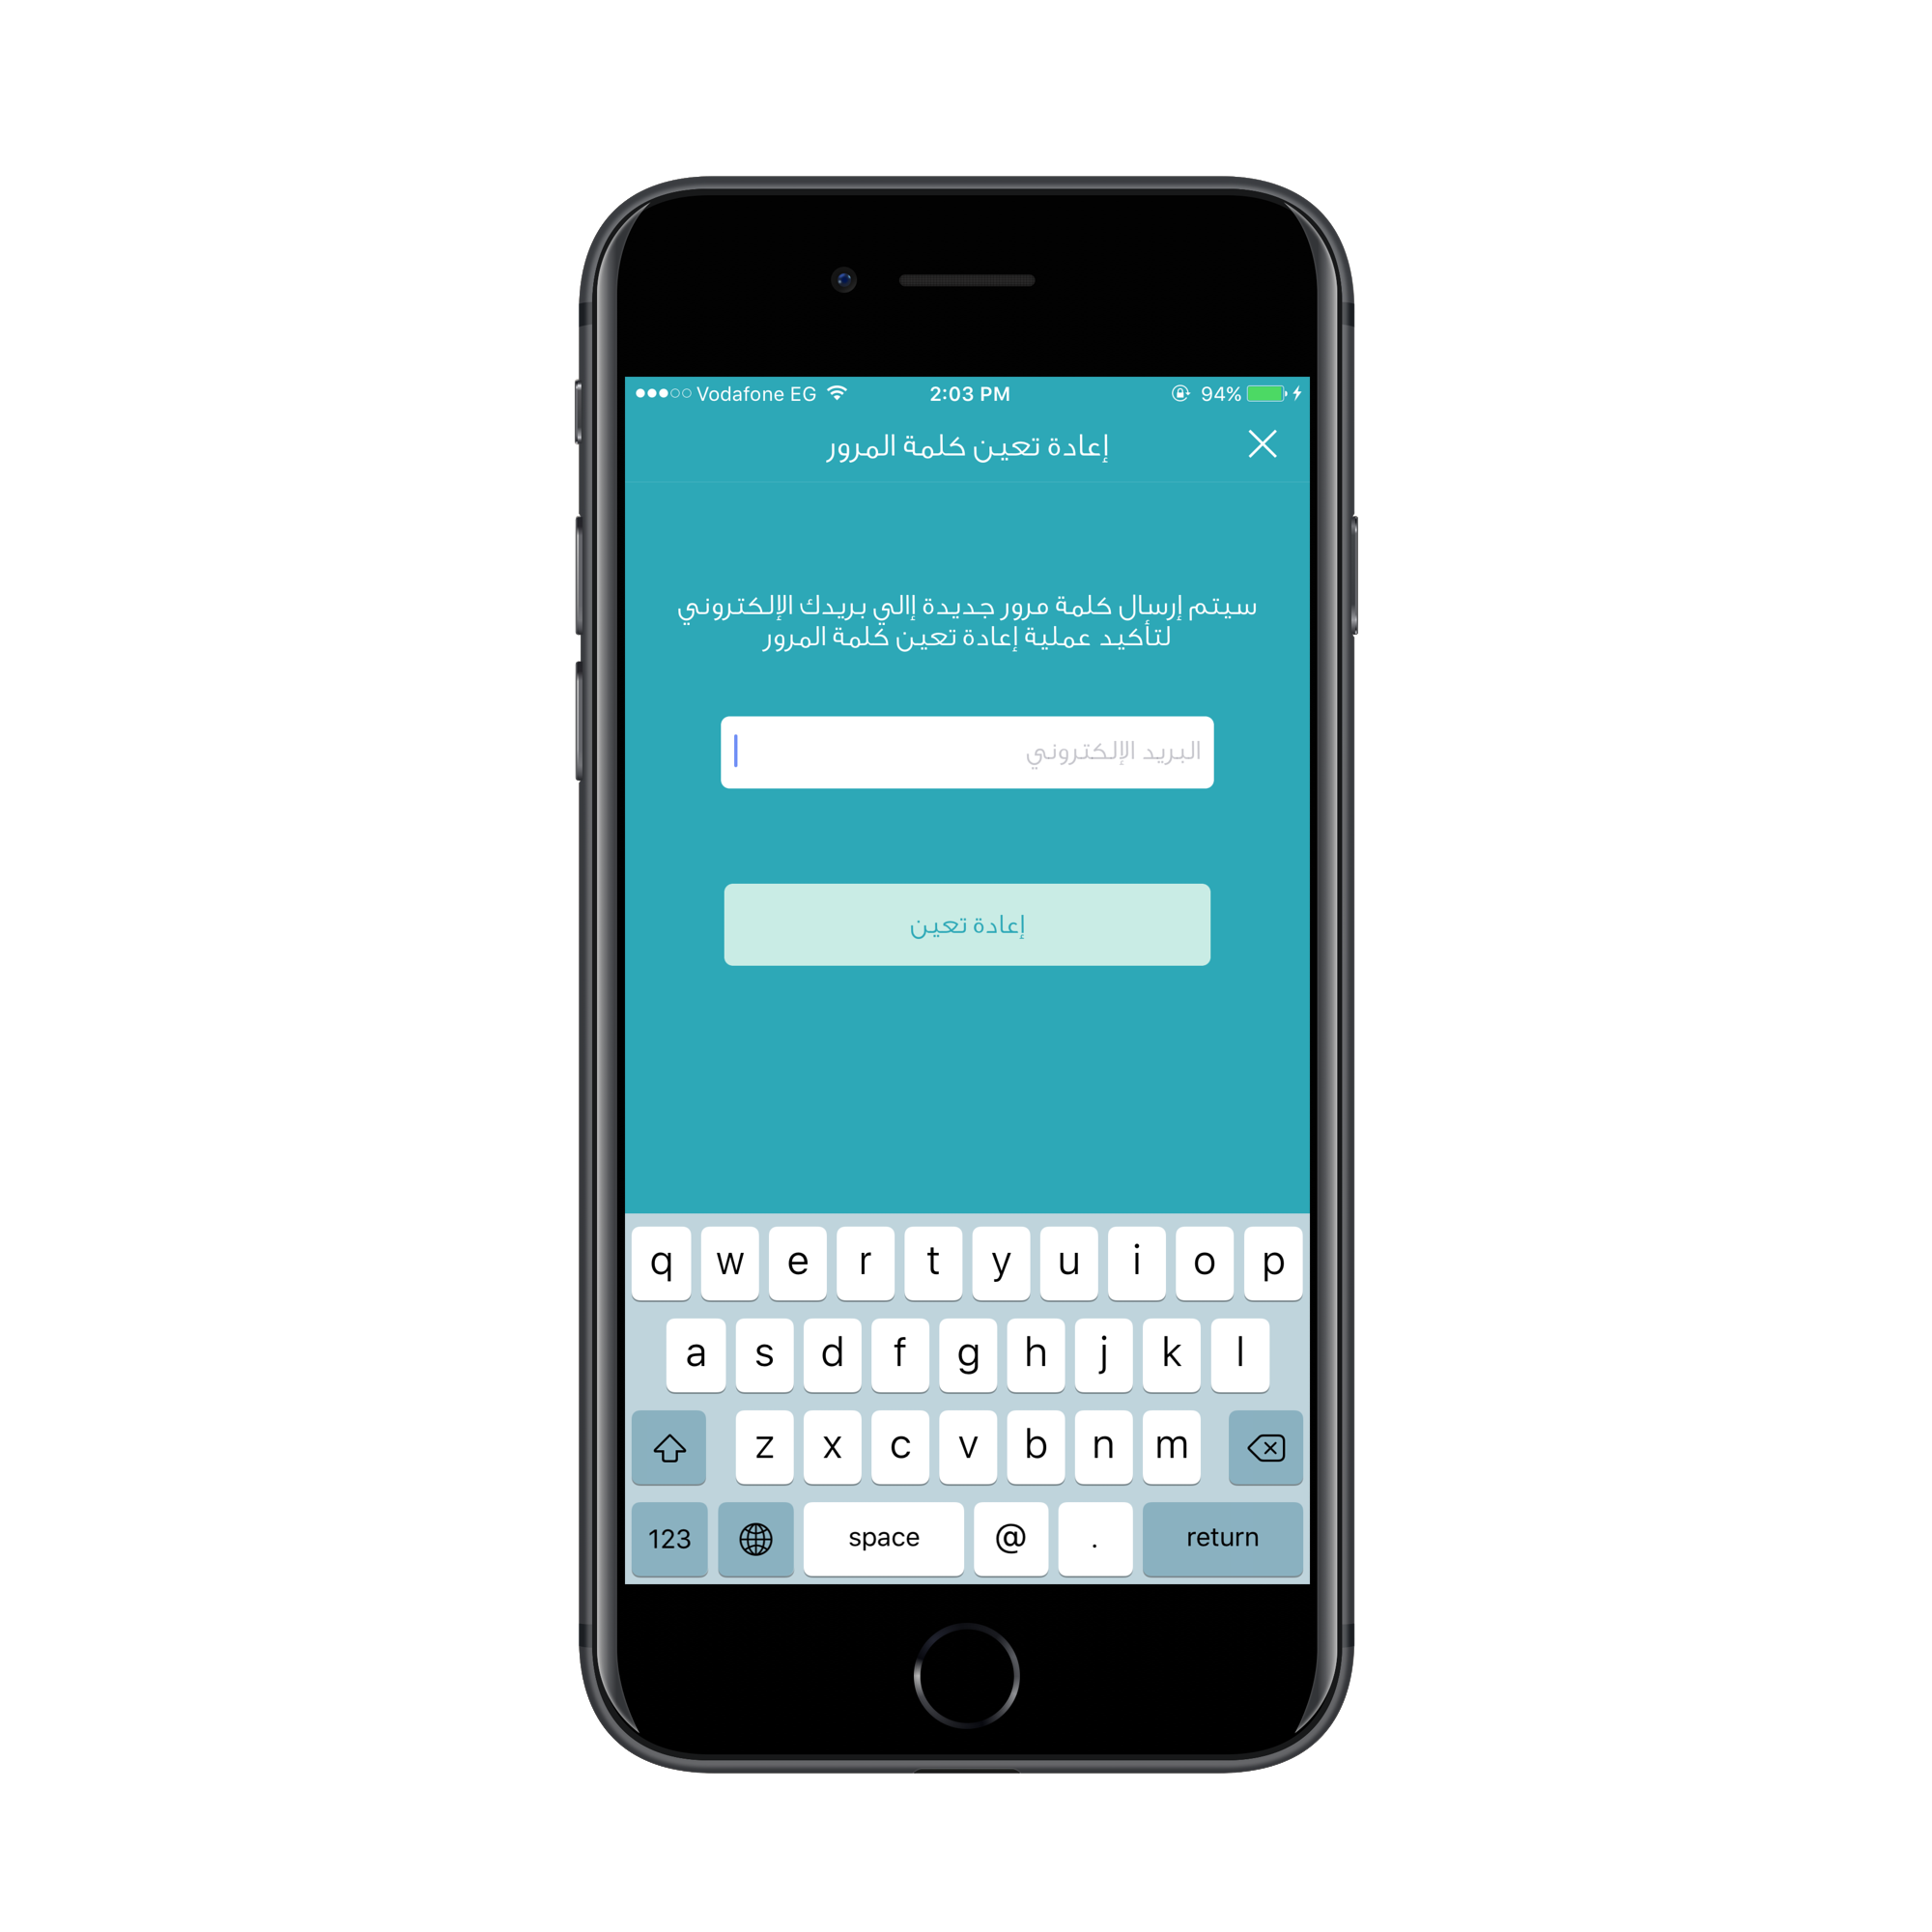 Vodafone EG 2:03 PM 94%
إعادة تعين كلمة المرور
سيتم إرسال كلمة مرور جديدة إالي بريدك الإلكتروني
لتأكيد عملية إعادة تعين كلمة المرور
البريد الإلكتروني
إعادة تعين
q w e r t y u i o p
a s d f g h j k l
z x c v b n m
123 space @ . return